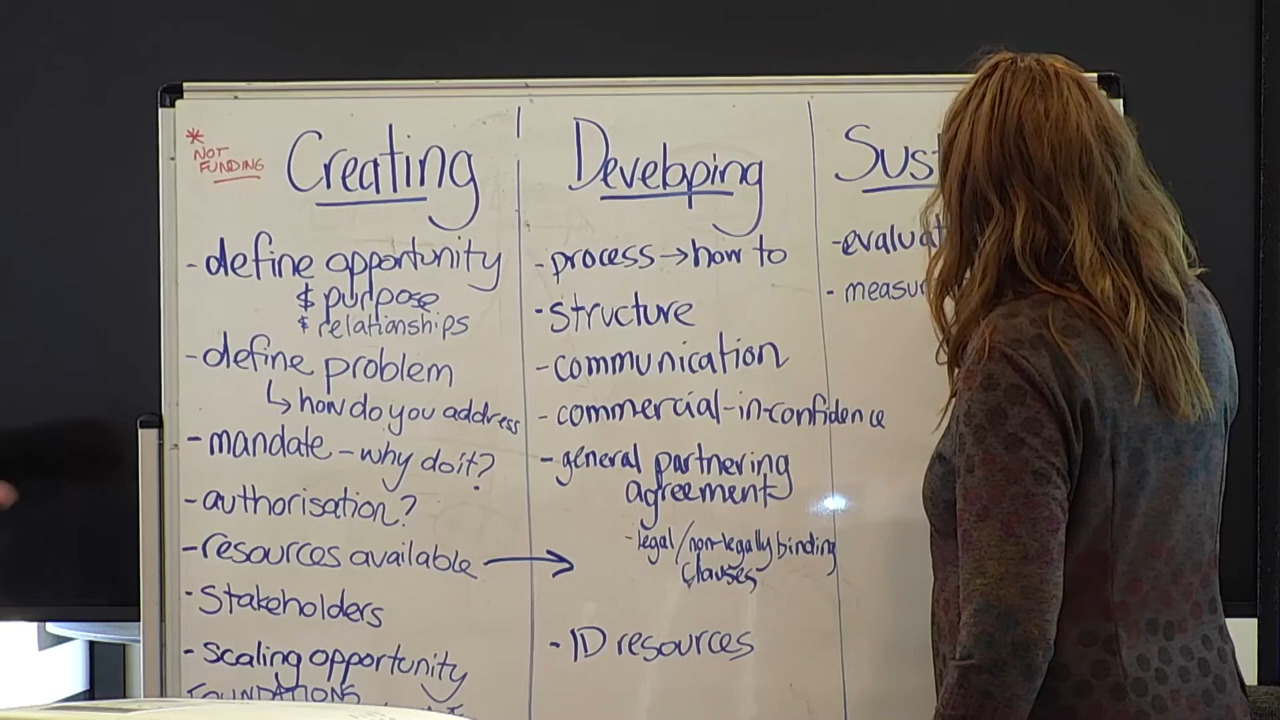 * NOT
FUNDING
Creating
- define opportunity
& purpose
& relationships
- define problem
↳ how do you address
- mandate - why do it?
- authorisation?
- resources available →
- Stakeholders
- Scaling opportunity
FOUNDATIONS
Developing
- process → how to
- structure
- communication
- commercial-in-confidence
- general partnering
agreement
- legal/non-legally binding
clauses
- ID resources
Sust
- evaluat
- measur